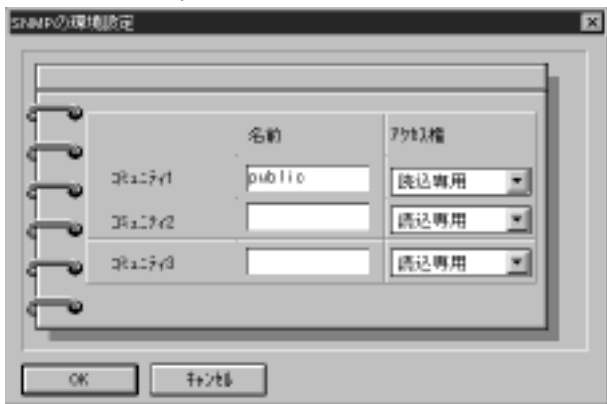 SNMPの環境設定
名前 アクセス権
コミュニティ1 public 読込専用
コミュニティ2 読込専用
コミュニティ3 読込専用
OK キャンセル